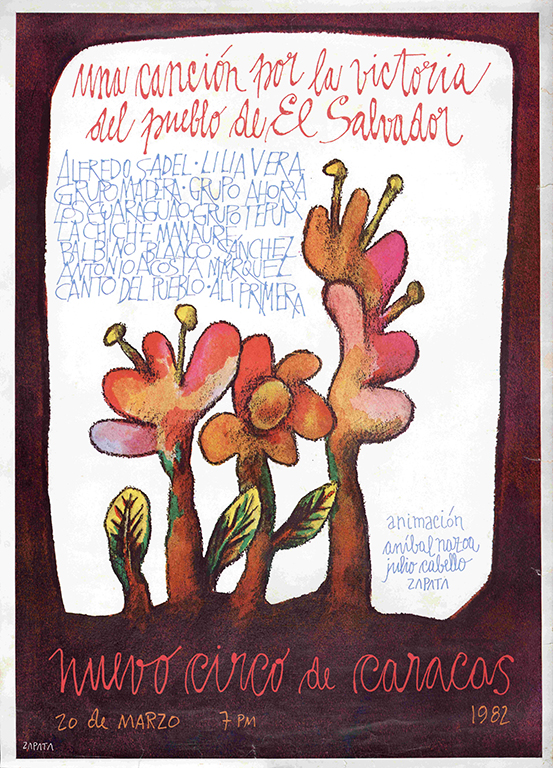 una canción por la victoria
del pueblo de El Salvador
ALFREDO SADEL · LILIA VERA
GRUPO MADERA · GRUPO AHORA
LOS GUARAGUAO · GRUPO TEPUY
LA CHICHE MANAURE
BALBINO BLANCO SANCHEZ
ANTONIO ACOSTA MARQUEZ
CANTO DEL PUEBLO · ALI PRIMERA
animación
anibal nazoa
julio cabello
ZAPATA
nuevo circo de caracas
20 de MARZO 7 PM 1982
ZAPATA